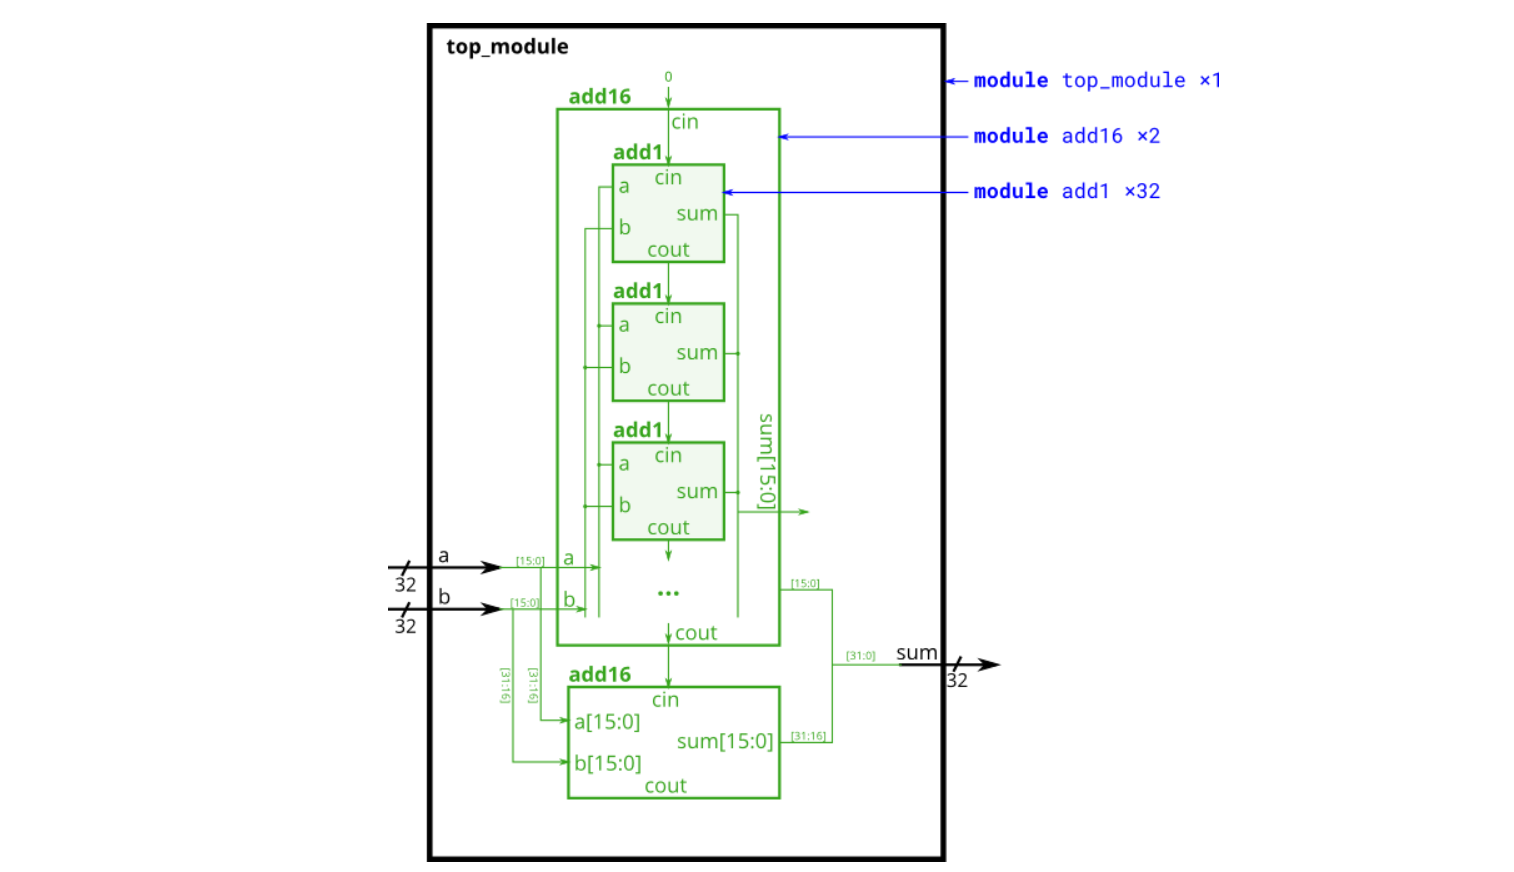 top_module
0
module top_module ×1
add16
cin
module add16 ×2
add1
cin
a
module add1 ×32
sum
b
cout
add1
cin
a
sum
b
cout
add1
cin
a
sum
b
cout
sum[15:0]
a
[15:0]
a
32
...
[15:0]
b
[15:0]
b
32
cout
[31:0]
sum
32
add16
[31:16]
[31:16]
cin
a[15:0]
sum[15:0]
[31:16]
b[15:0]
cout